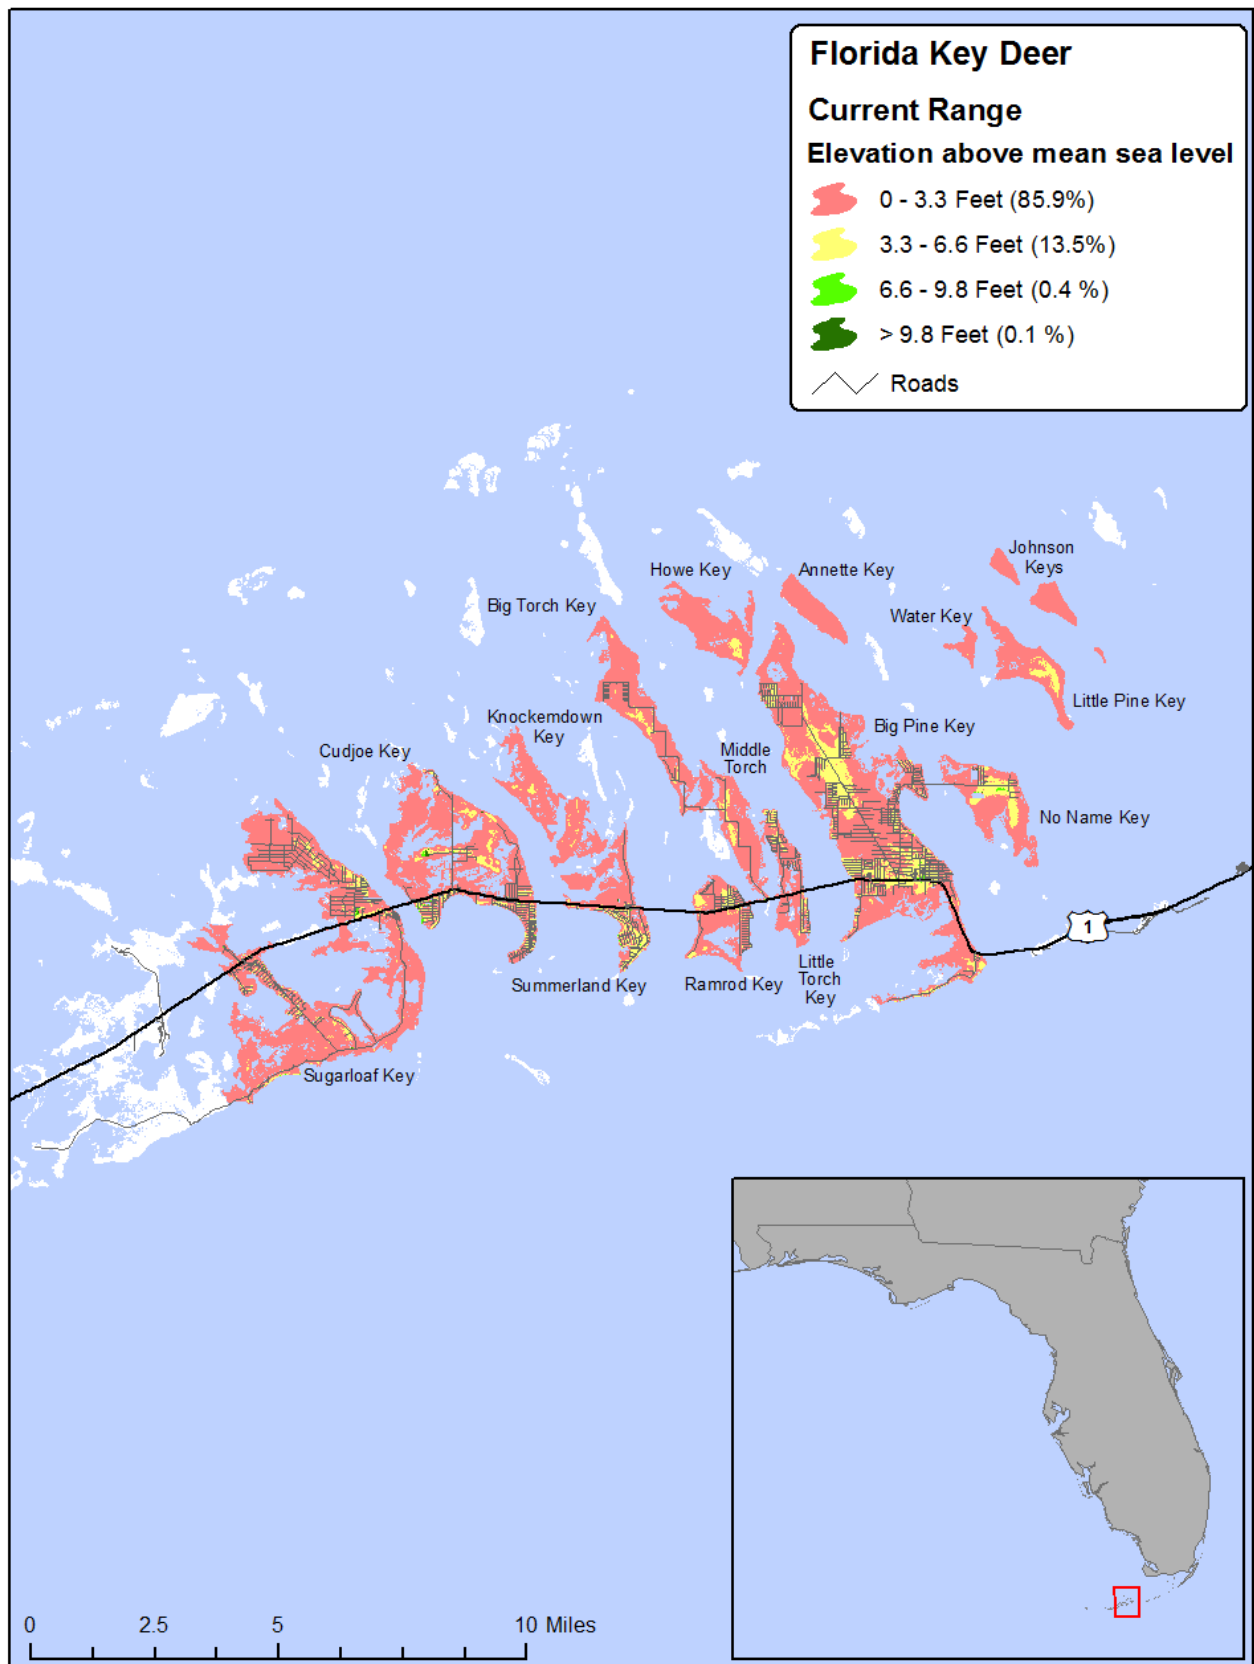 Florida Key Deer
Current Range
Elevation above mean sea level
0 - 3.3 Feet (85.9%)
3.3 - 6.6 Feet (13.5%)
6.6 - 9.8 Feet (0.4 %)
> 9.8 Feet (0.1 %)
Roads
Johnson
Keys
Howe Key
Annette Key
Big Torch Key
Water Key
Little Pine Key
Knockemdown
Key
Big Pine Key
Cudjoe Key
Middle
Torch
No Name Key
1
Little
Torch
Key
Summerland Key
Ramrod Key
Sugarloaf Key
0 2.5 5 10 Miles